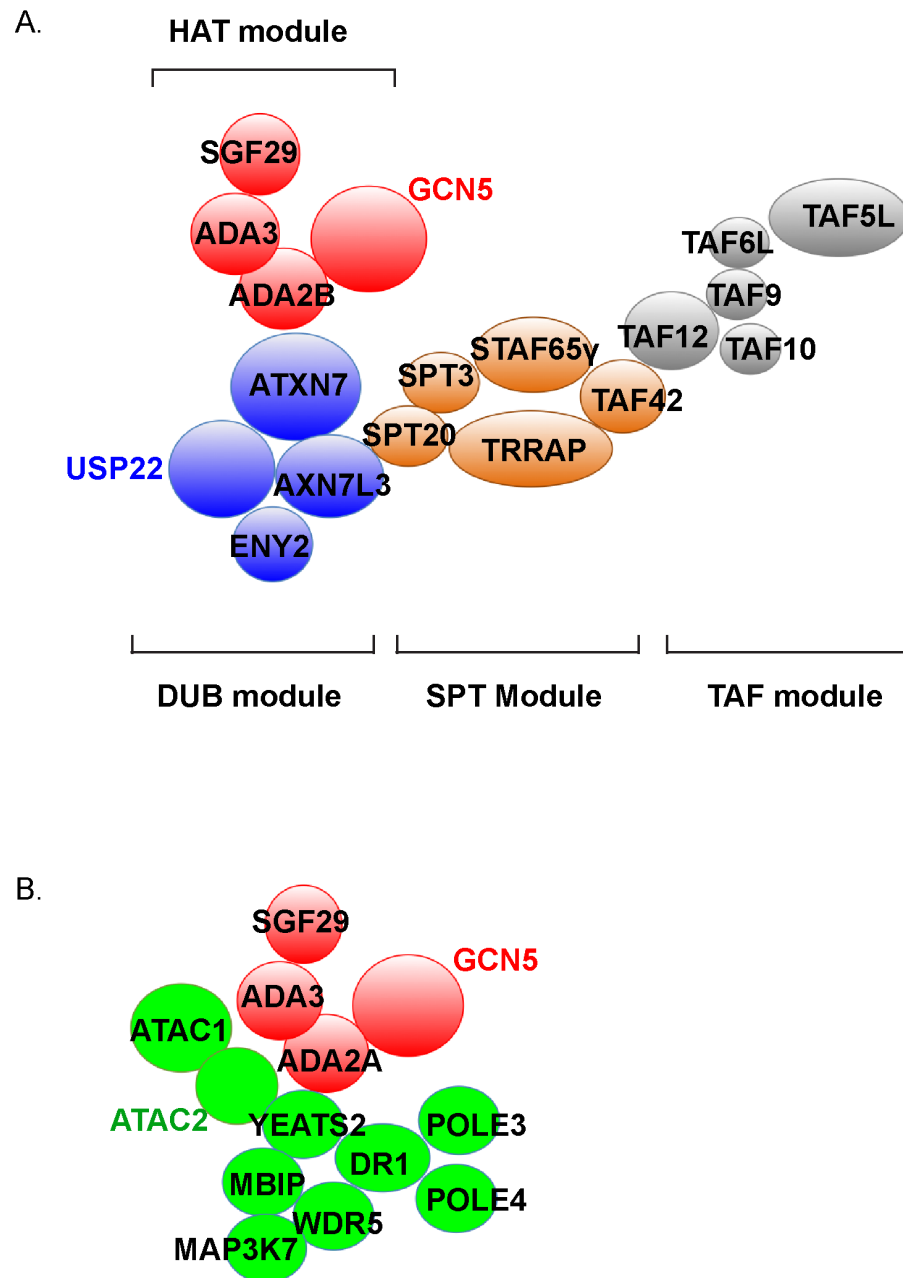 A.
HAT module
SGF29
GCN5
ADA3
TAF5L
TAF6L
ADA2B
TAF9
TAF12
TAF10
STAF65γ
SPT3
ATXN7
TAF42
SPT20
TRRAP
USP22
AXN7L3
ENY2
DUB module
SPT Module
TAF module
B.
SGF29
GCN5
ADA3
ATAC1
ADA2A
ATAC2
YEATS2
POLE3
DR1
MBIP
POLE4
WDR5
MAP3K7